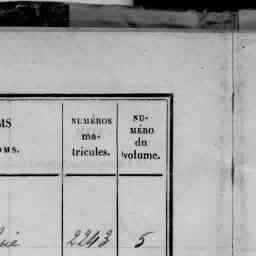 MS
OMS.
NUMÉROS
ma-
tricules.
NU-
MÉRO
du
volume.
2243
5